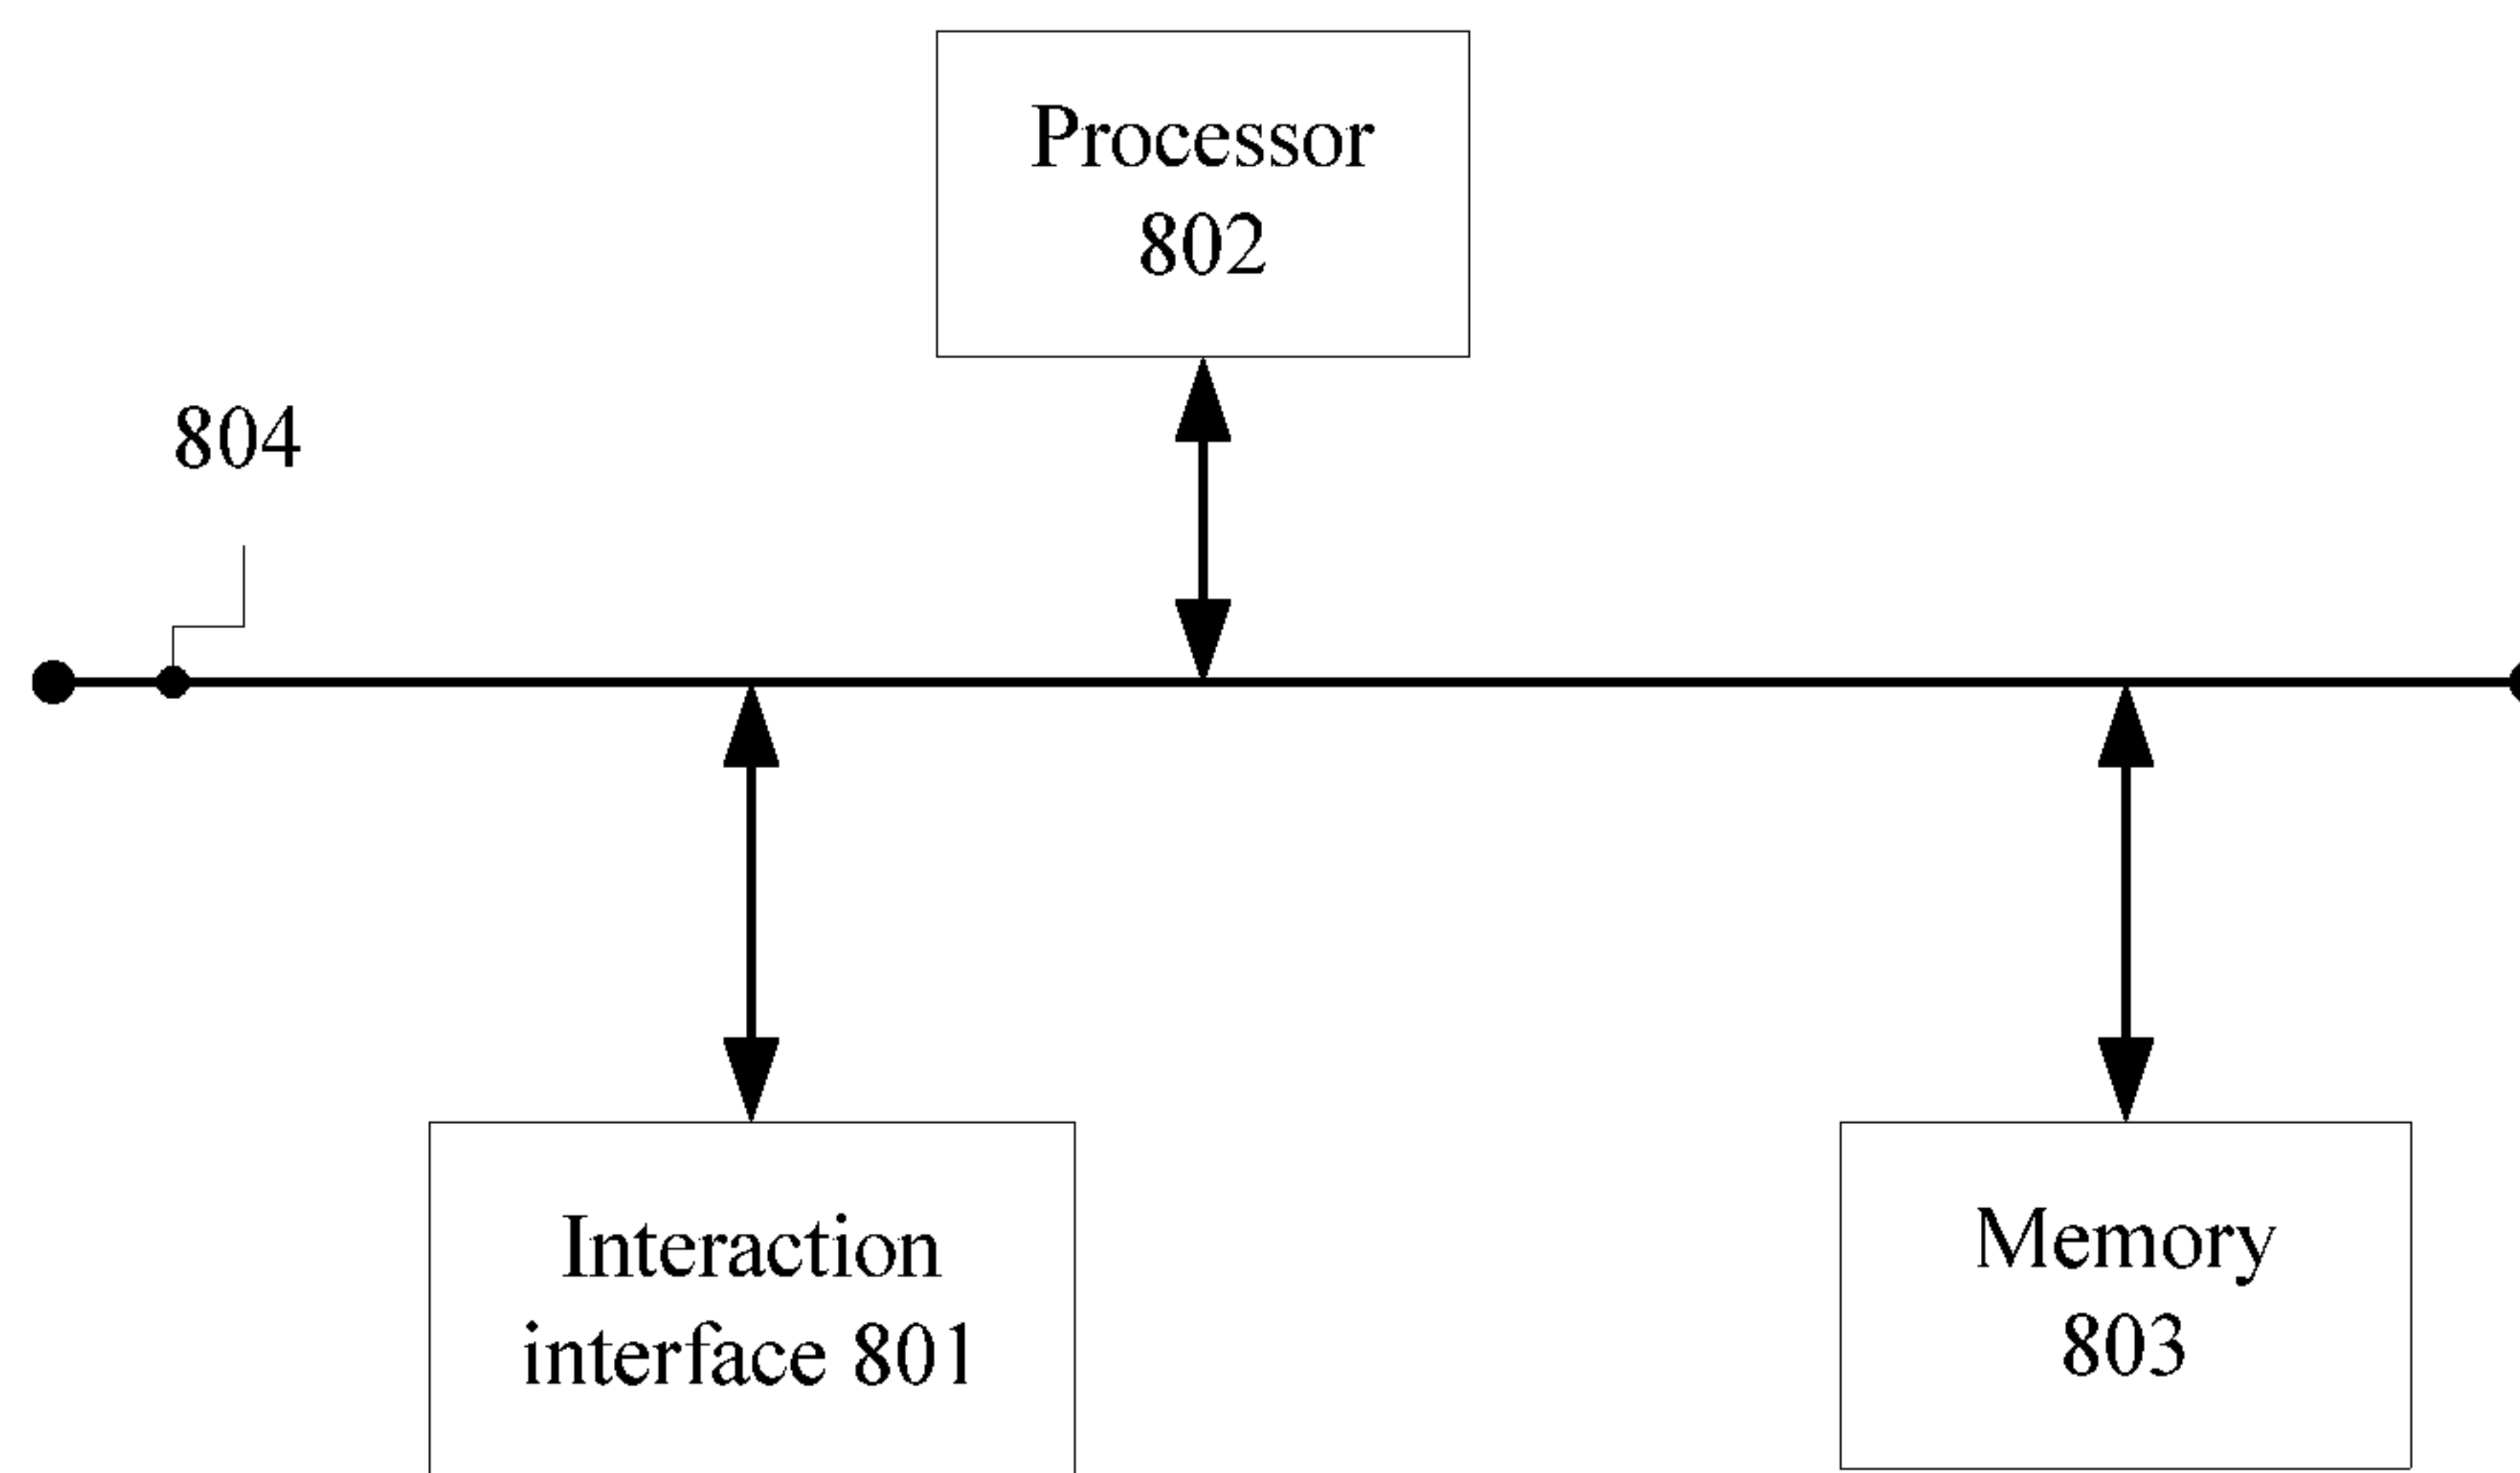 Processor
802
804
Interaction
interface 801
Memory
803